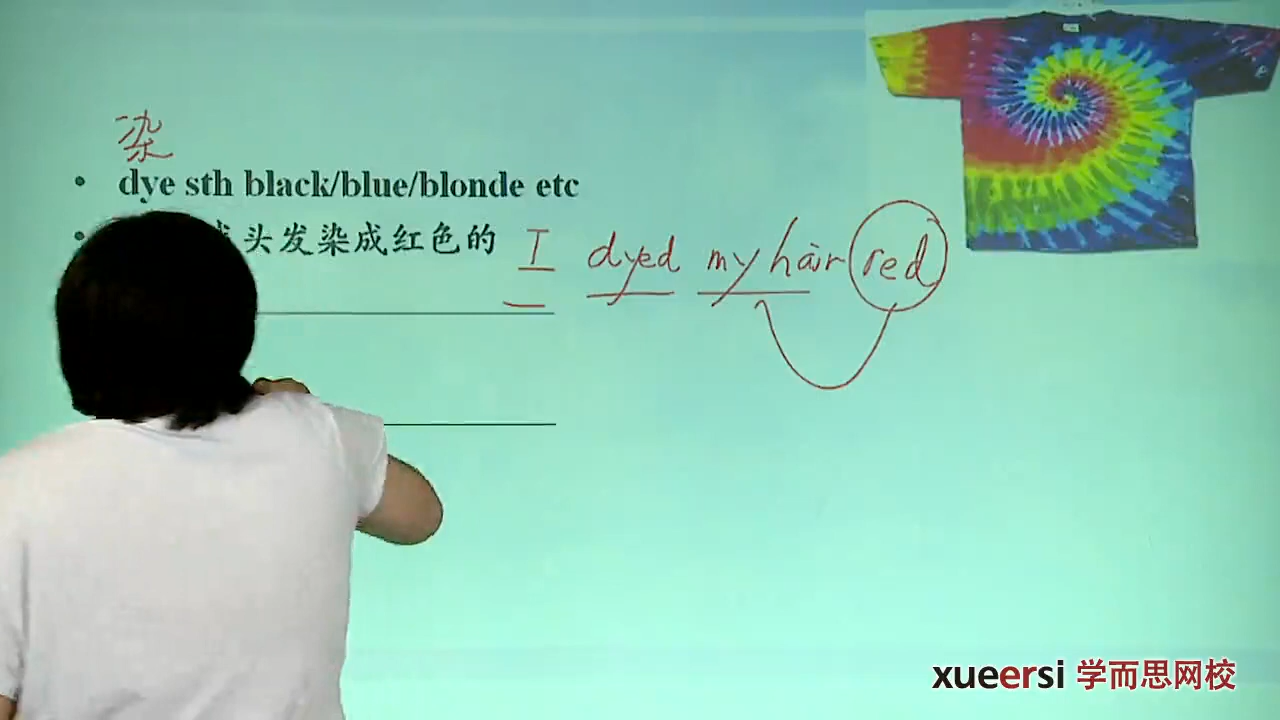 染
dye sth black/blue/blonde etc
头发染成红色的
I dyed my hair red
xueersi 学而思网校